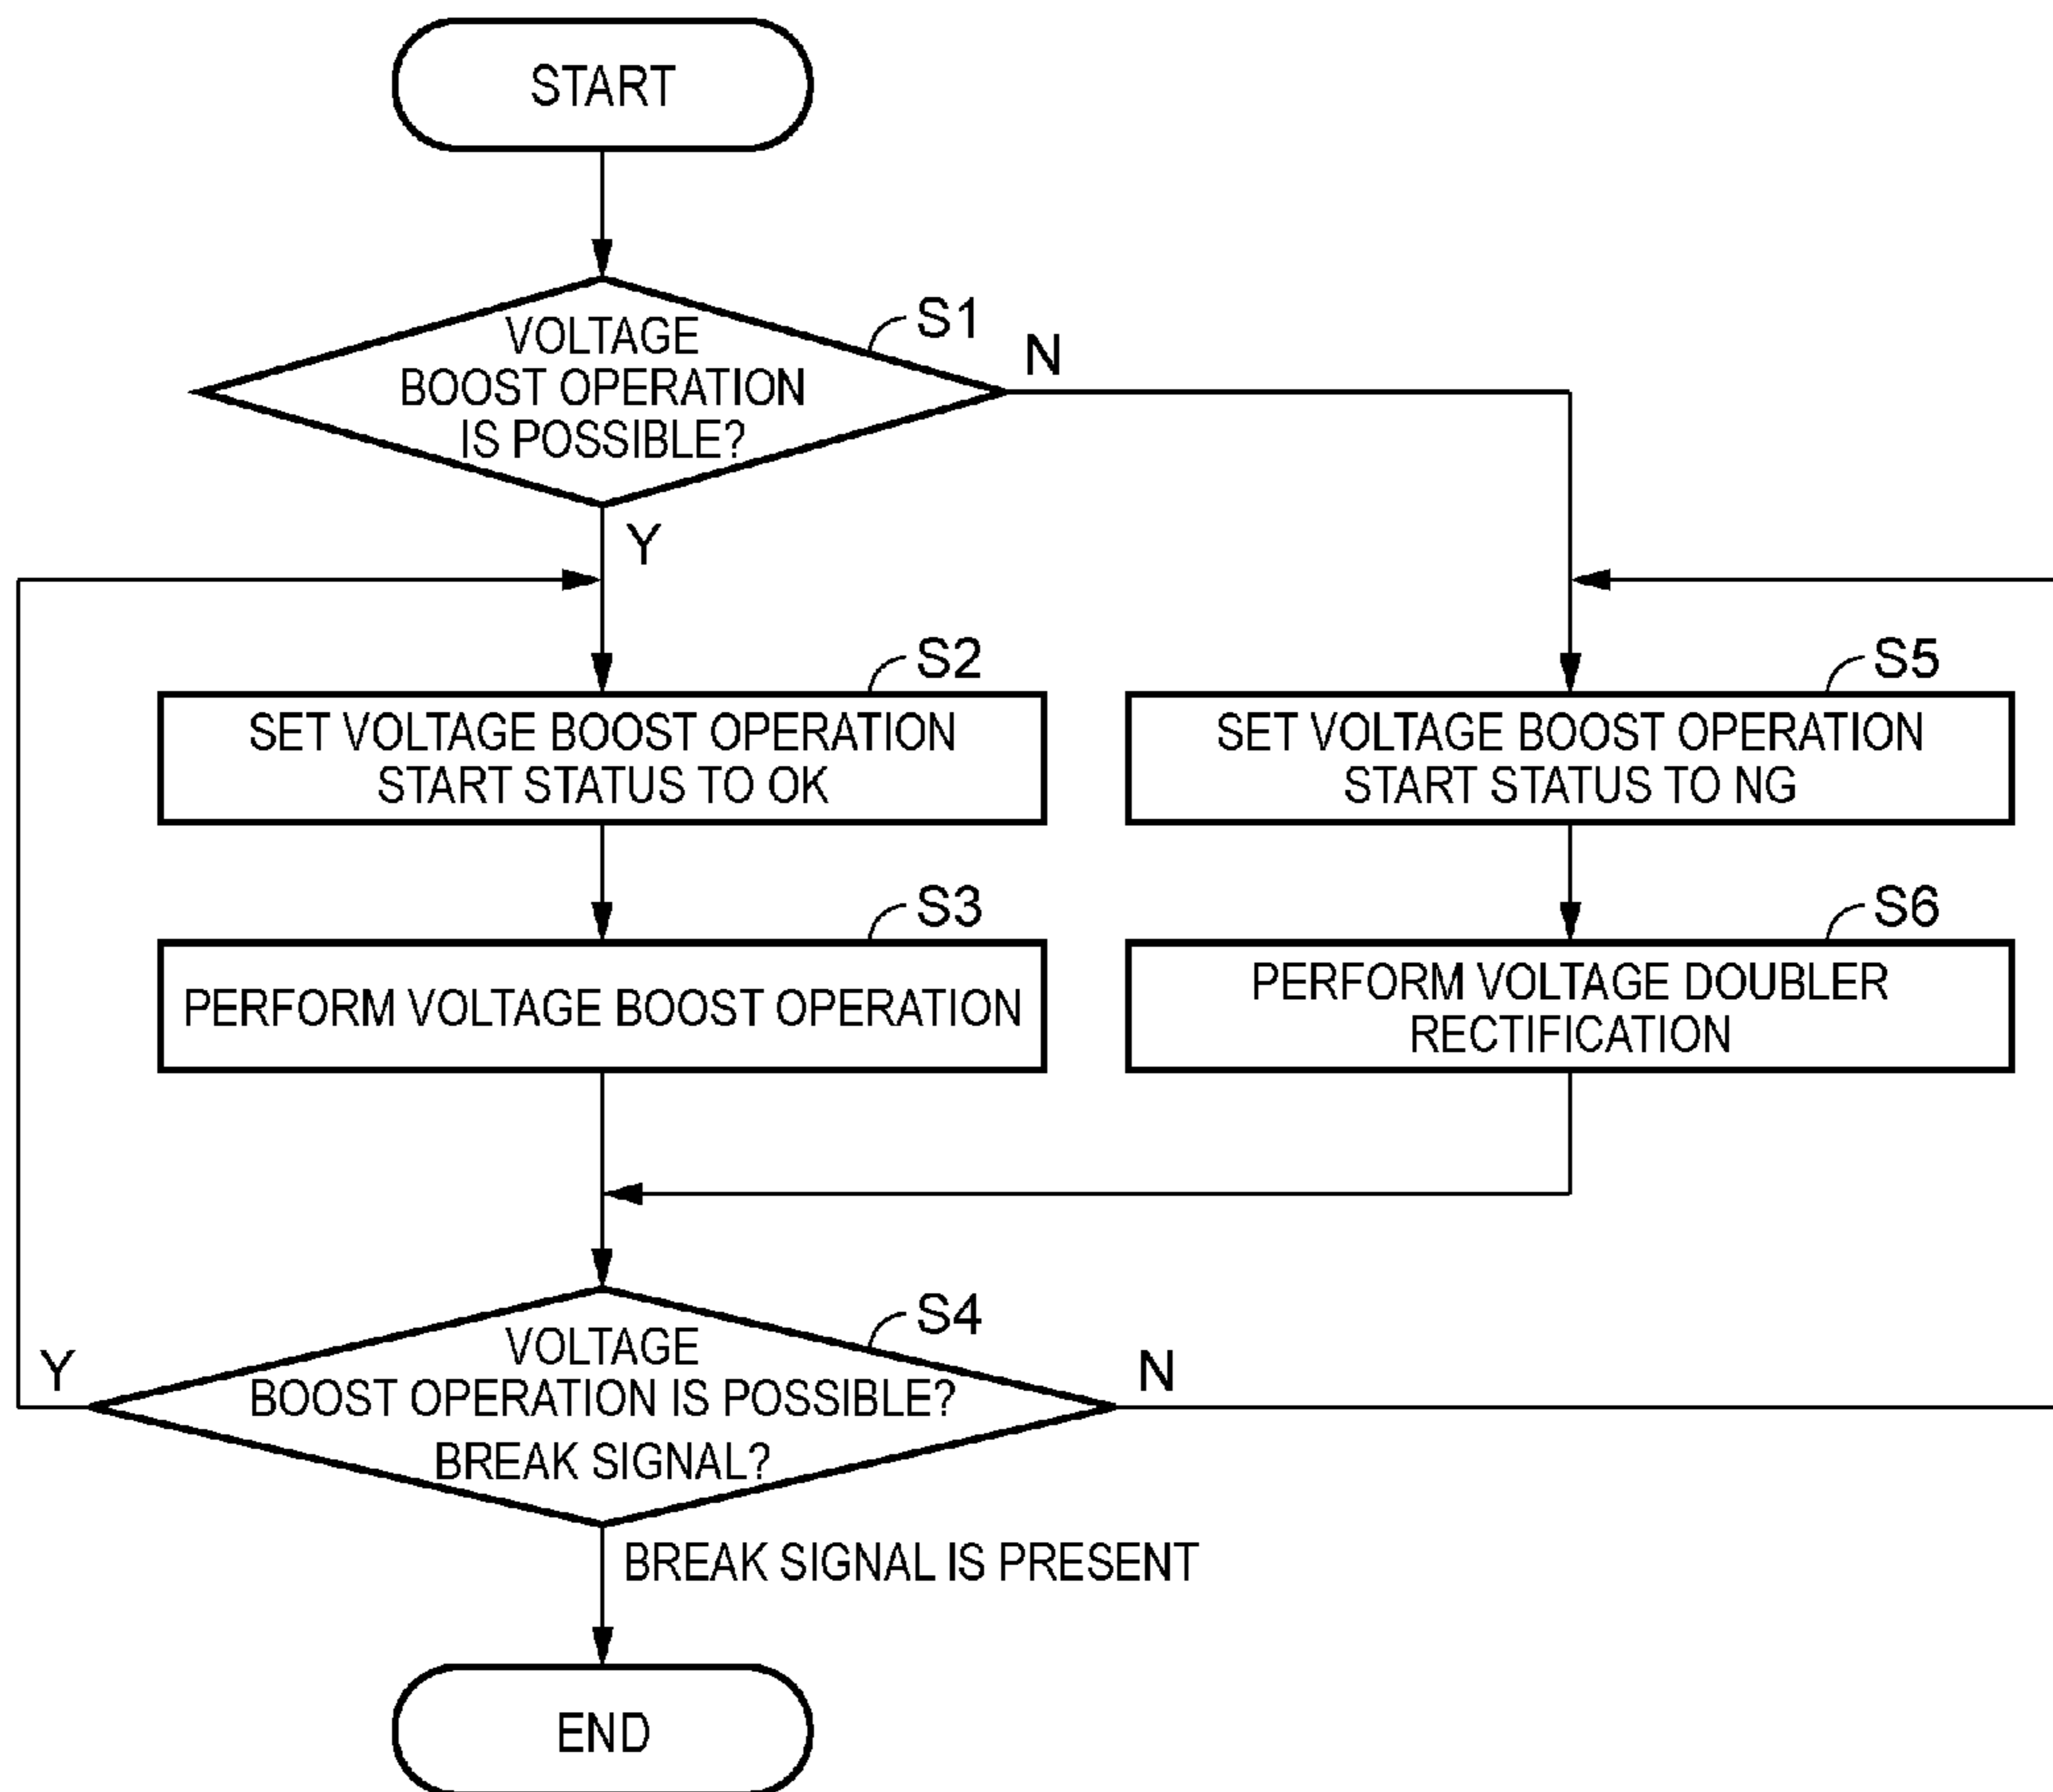 START
S1
VOLTAGE
BOOST OPERATION
IS POSSIBLE?
N
Y
S2
SET VOLTAGE BOOST OPERATION
START STATUS TO OK
S5
SET VOLTAGE BOOST OPERATION
START STATUS TO NG
S3
PERFORM VOLTAGE BOOST OPERATION
S6
PERFORM VOLTAGE DOUBLER
RECTIFICATION
S4
VOLTAGE
BOOST OPERATION IS POSSIBLE?
BREAK SIGNAL?
Y
N
BREAK SIGNAL IS PRESENT
END